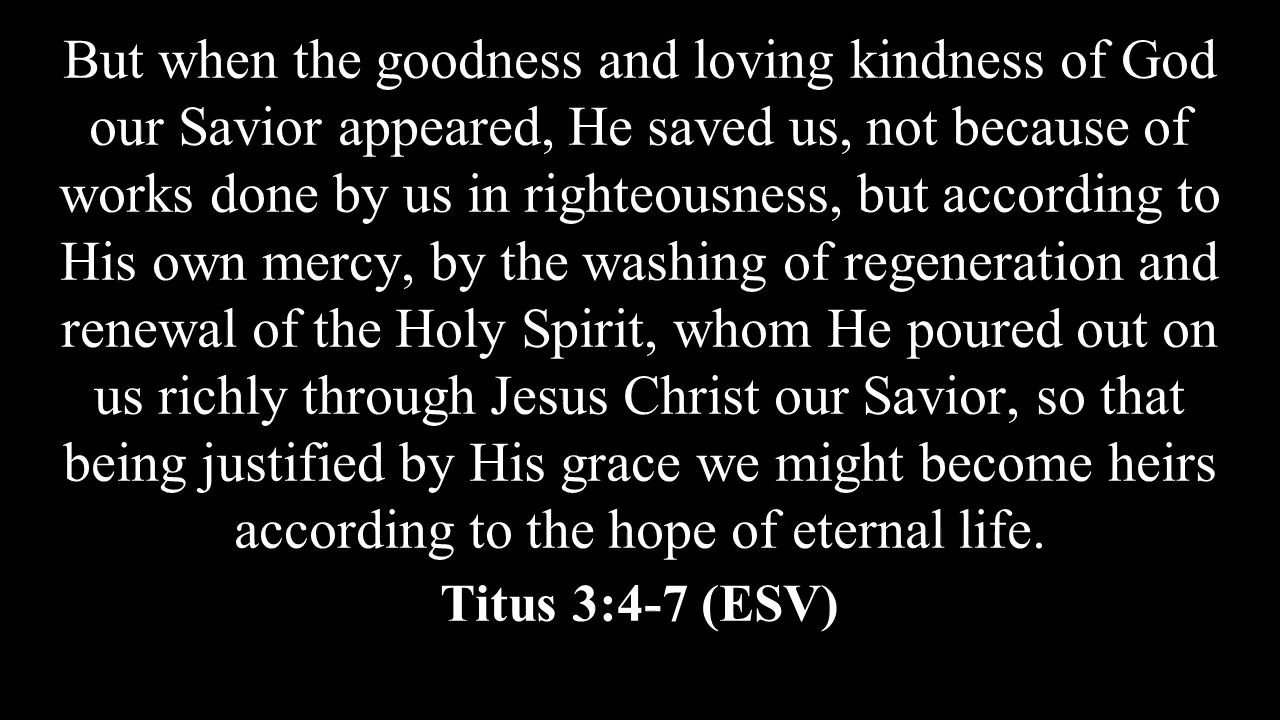 But when the goodness and loving kindness of God
our Savior appeared, He saved us, not because of
works done by us in righteousness, but according to
His own mercy, by the washing of regeneration and
renewal of the Holy Spirit, whom He poured out on
us richly through Jesus Christ our Savior, so that
being justified by His grace we might become heirs
according to the hope of eternal life.
Titus 3:4-7 (ESV)